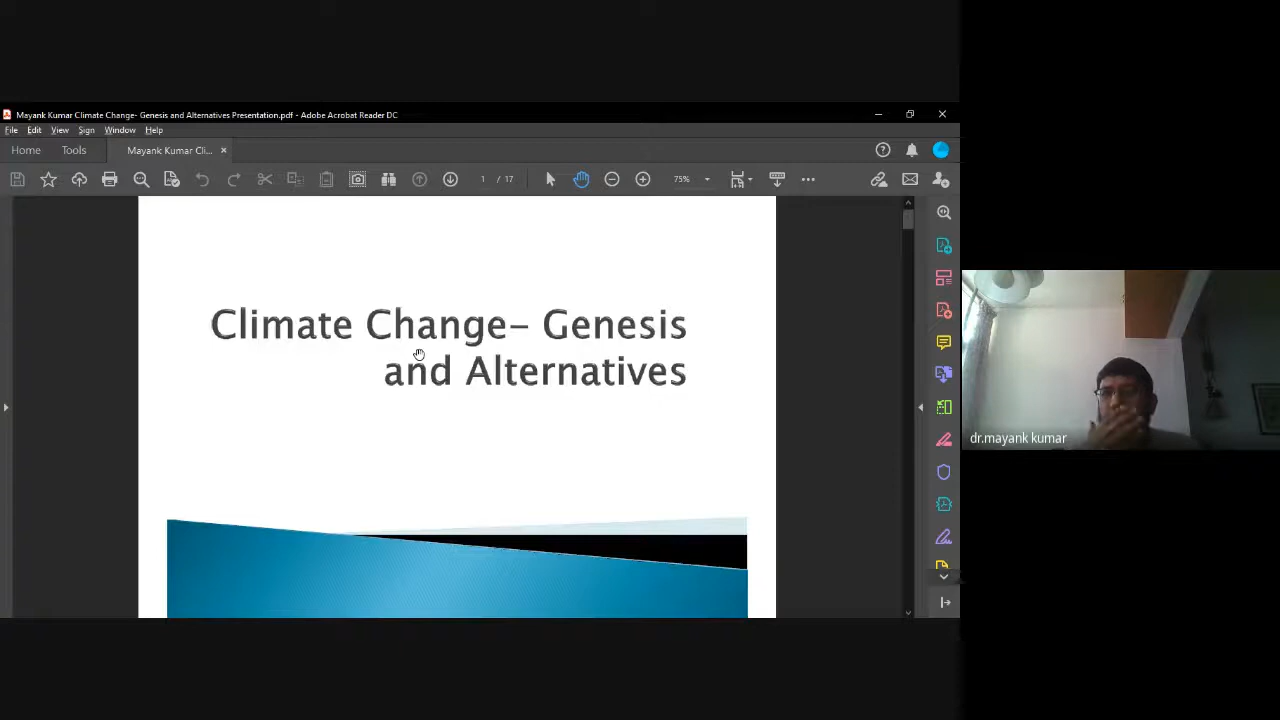 Mayank Kumar Climate Change- Genesis and Alternatives Presentation.pdf - Adobe Acrobat Reader DC
File Edit View Sign Window Help
Home Tools Mayank Kumar Cli... ×
1 / 17 75%
Climate Change– Genesis
and Alternatives
dr.mayank kumar